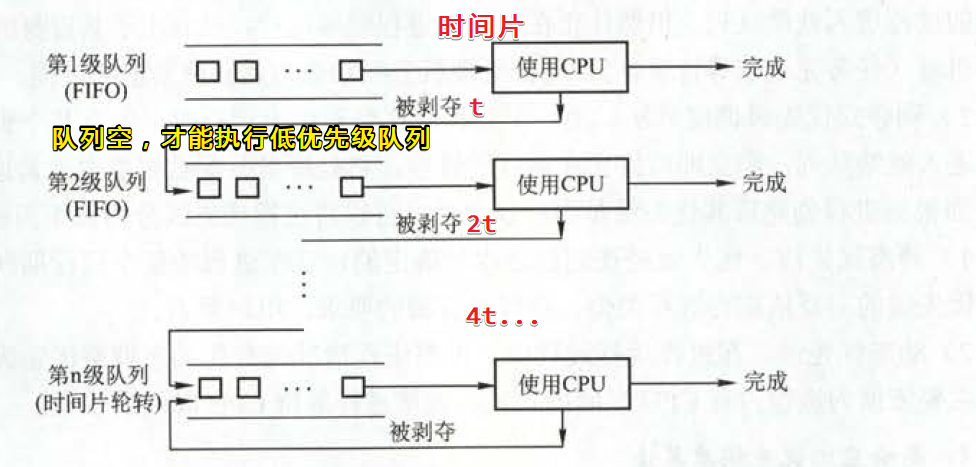 时间片
第1级队列
(FIFO)
使用CPU
完成
被剥夺 t
队列空，才能执行低优先级队列
第2级队列
(FIFO)
···
使用CPU
完成
被剥夺 2t
4t...
第n级队列
(时间片轮转)
···
使用CPU
完成
被剥夺